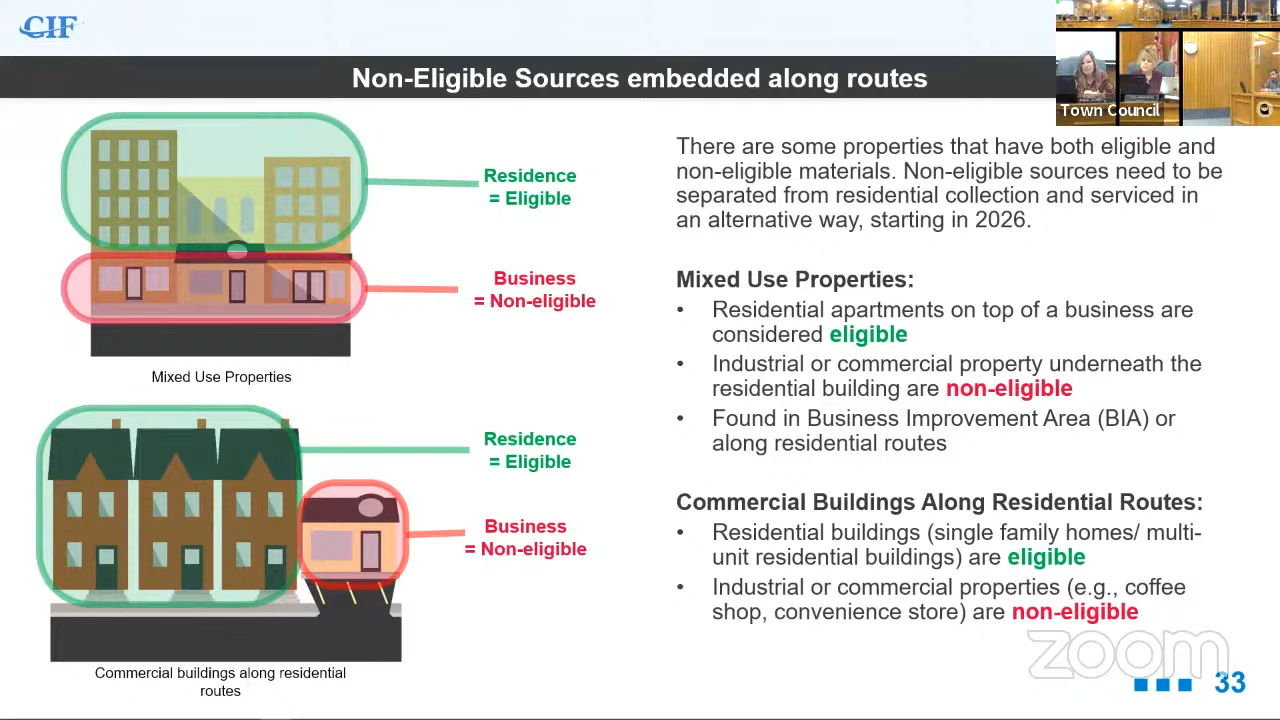 CIF
Non-Eligible Sources embedded along routes
Town Council
Residence
= Eligible
Business
= Non-eligible
Mixed Use Properties
Residence
= Eligible
Business
= Non-eligible
Commercial buildings along residential
routes
There are some properties that have both eligible and
non-eligible materials. Non-eligible sources need to be
separated from residential collection and serviced in
an alternative way, starting in 2026.
Mixed Use Properties:
• Residential apartments on top of a business are
considered eligible
• Industrial or commercial property underneath the
residential building are non-eligible
• Found in Business Improvement Area (BIA) or
along residential routes
Commercial Buildings Along Residential Routes:
• Residential buildings (single family homes/ multi-
unit residential buildings) are eligible
• Industrial or commercial properties (e.g., coffee
shop, convenience store) are non-eligible
zoom
33